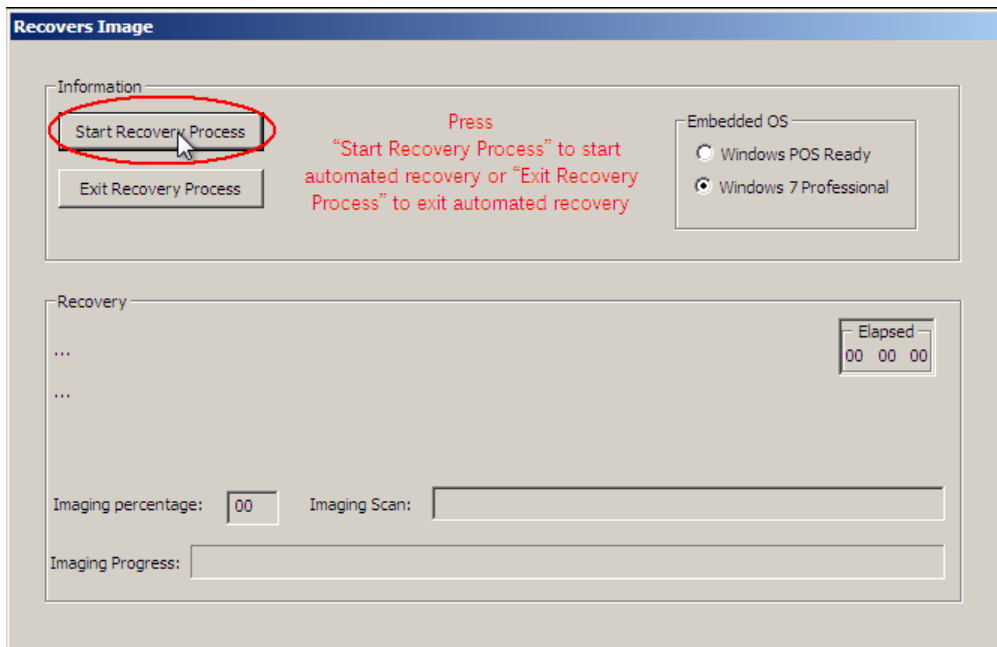 Recovers Image
Information
Start Recovery Process
Exit Recovery Process
Press
“Start Recovery Process” to start
automated recovery or “Exit Recovery
Process” to exit automated recovery
Embedded OS
Windows POS Ready
Windows 7 Professional
Recovery
...
...
Elapsed
00 00 00
Imaging percentage: 00 Imaging Scan:
Imaging Progress: